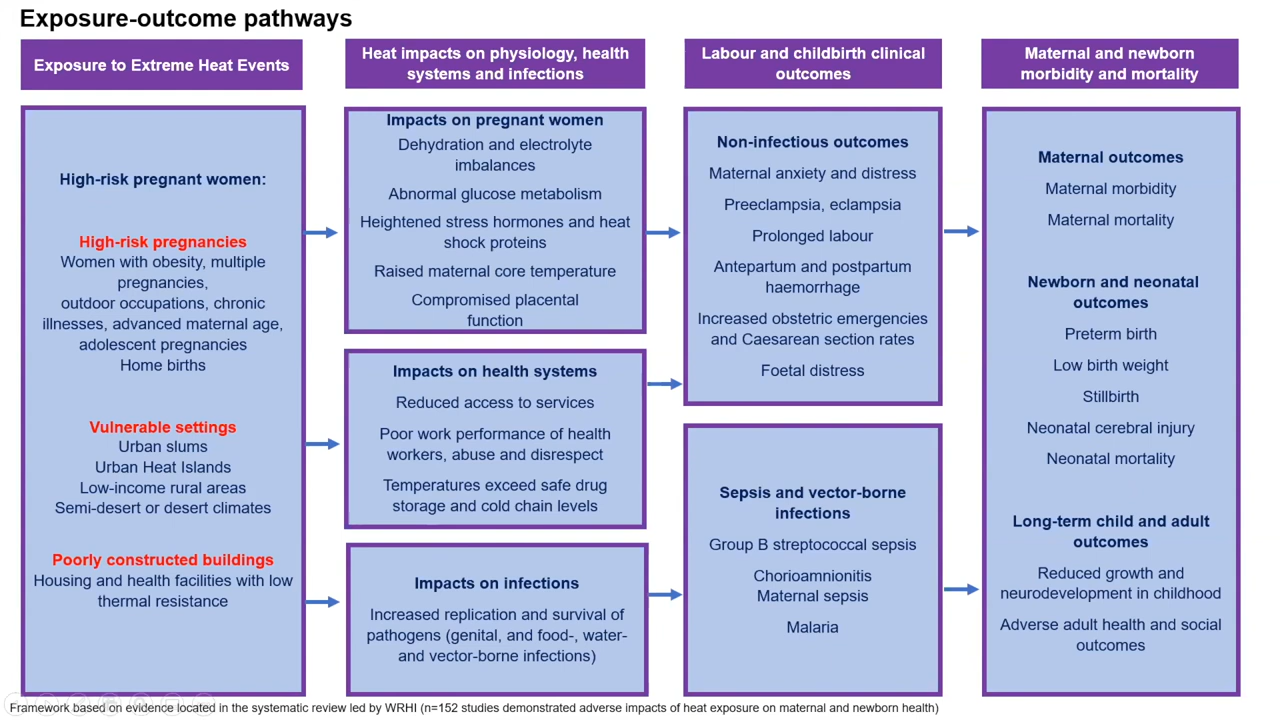 Exposure-outcome pathways
Exposure to Extreme Heat Events
High-risk pregnant women:
High-risk pregnancies
Women with obesity, multiple
pregnancies,
outdoor occupations, chronic
illnesses, advanced maternal age,
adolescent pregnancies
Home births
Vulnerable settings
Urban slums
Urban Heat Islands
Low-income rural areas
Semi-desert or desert climates
Poorly constructed buildings
Housing and health facilities with low
thermal resistance
Heat impacts on physiology, health
systems and infections
Impacts on pregnant women
Dehydration and electrolyte
imbalances
Abnormal glucose metabolism
Heightened stress hormones and heat
shock proteins
Raised maternal core temperature
Compromised placental
function
Impacts on health systems
Reduced access to services
Poor work performance of health
workers, abuse and disrespect
Temperatures exceed safe drug
storage and cold chain levels
Impacts on infections
Increased replication and survival of
pathogens (genital, and food-, water-
and vector-borne infections)
Labour and childbirth clinical
outcomes
Non-infectious outcomes
Maternal anxiety and distress
Preeclampsia, eclampsia
Prolonged labour
Antepartum and postpartum
haemorrhage
Increased obstetric emergencies
and Caesarean section rates
Foetal distress
Sepsis and vector-borne
infections
Group B streptococcal sepsis
Chorioamnionitis
Maternal sepsis
Malaria
Maternal and newborn
morbidity and mortality
Maternal outcomes
Maternal morbidity
Maternal mortality
Newborn and neonatal
outcomes
Preterm birth
Low birth weight
Stillbirth
Neonatal cerebral injury
Neonatal mortality
Long-term child and adult
outcomes
Reduced growth and
neurodevelopment in childhood
Adverse adult health and social
outcomes
Framework based on evidence located in the systematic review led by WRHI (n=152 studies demonstrated adverse impacts of heat exposure on maternal and newborn health)